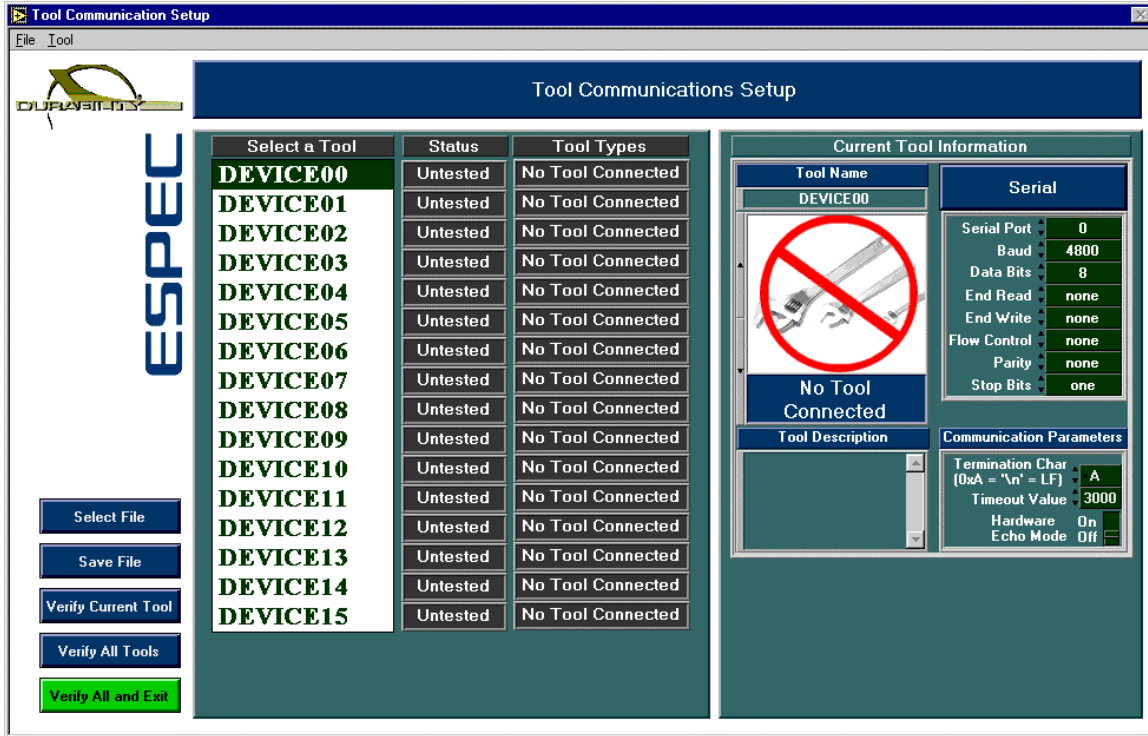 Tool Communication Setup
File Tool
DURABILITY
ESPEC
Tool Communications Setup
Select a Tool Status Tool Types
DEVICE00 Untested No Tool Connected
DEVICE01 Untested No Tool Connected
DEVICE02 Untested No Tool Connected
DEVICE03 Untested No Tool Connected
DEVICE04 Untested No Tool Connected
DEVICE05 Untested No Tool Connected
DEVICE06 Untested No Tool Connected
DEVICE07 Untested No Tool Connected
DEVICE08 Untested No Tool Connected
DEVICE09 Untested No Tool Connected
DEVICE10 Untested No Tool Connected
DEVICE11 Untested No Tool Connected
DEVICE12 Untested No Tool Connected
DEVICE13 Untested No Tool Connected
DEVICE14 Untested No Tool Connected
DEVICE15 Untested No Tool Connected
Select File
Save File
Verify Current Tool
Verify All Tools
Verify All and Exit
Current Tool Information
Tool Name
DEVICE00
No Tool
Connected
Tool Description
Serial
Serial Port 0
Baud 4800
Data Bits 8
End Read none
End Write none
Flow Control none
Parity none
Stop Bits one
Communication Parameters
Termination Char
(0xA = '\n' = LF) A
Timeout Value 3000
Hardware On
Echo Mode Off